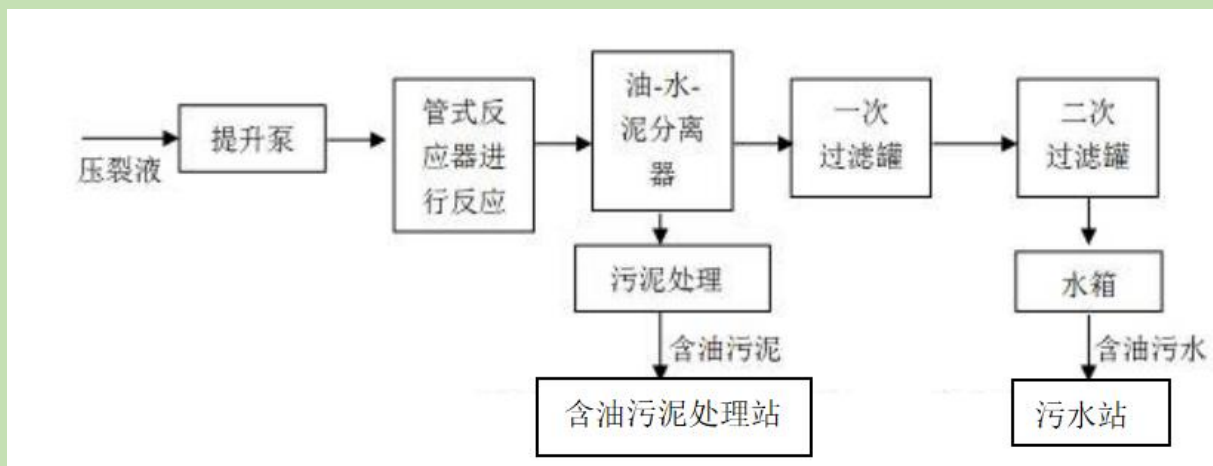 压裂液
提升泵
管式反
应器进
行反应
油-水-
泥分离
器
一次
过滤罐
二次
过滤罐
污泥处理
水箱
含油污泥
含油污水
含油污泥处理站
污水站